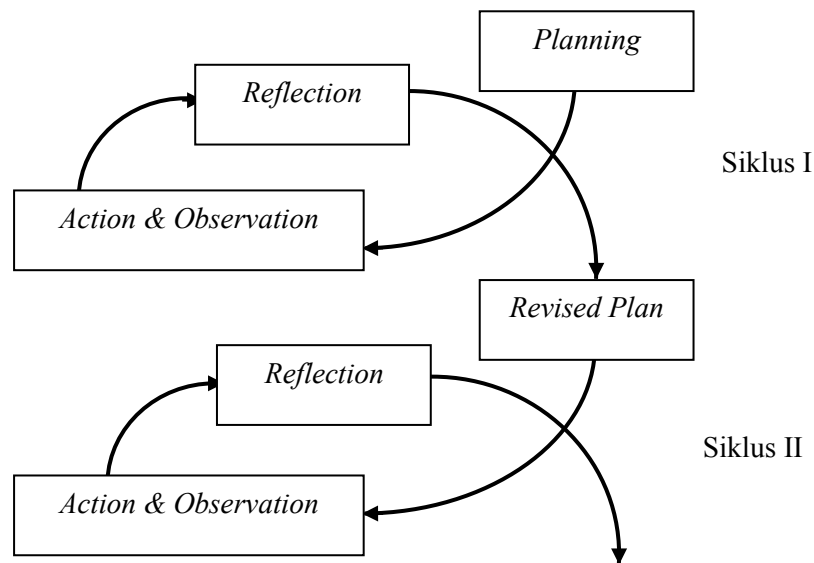 Planning
Reflection
Siklus I
Action & Observation
Revised Plan
Reflection
Siklus II
Action & Observation